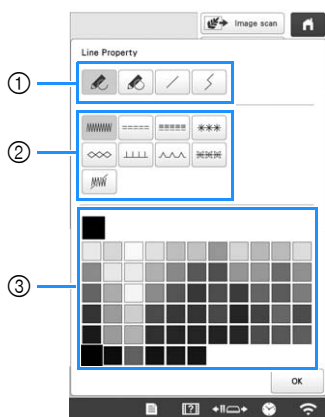 Image scan
Line Property
①
②
③
OK